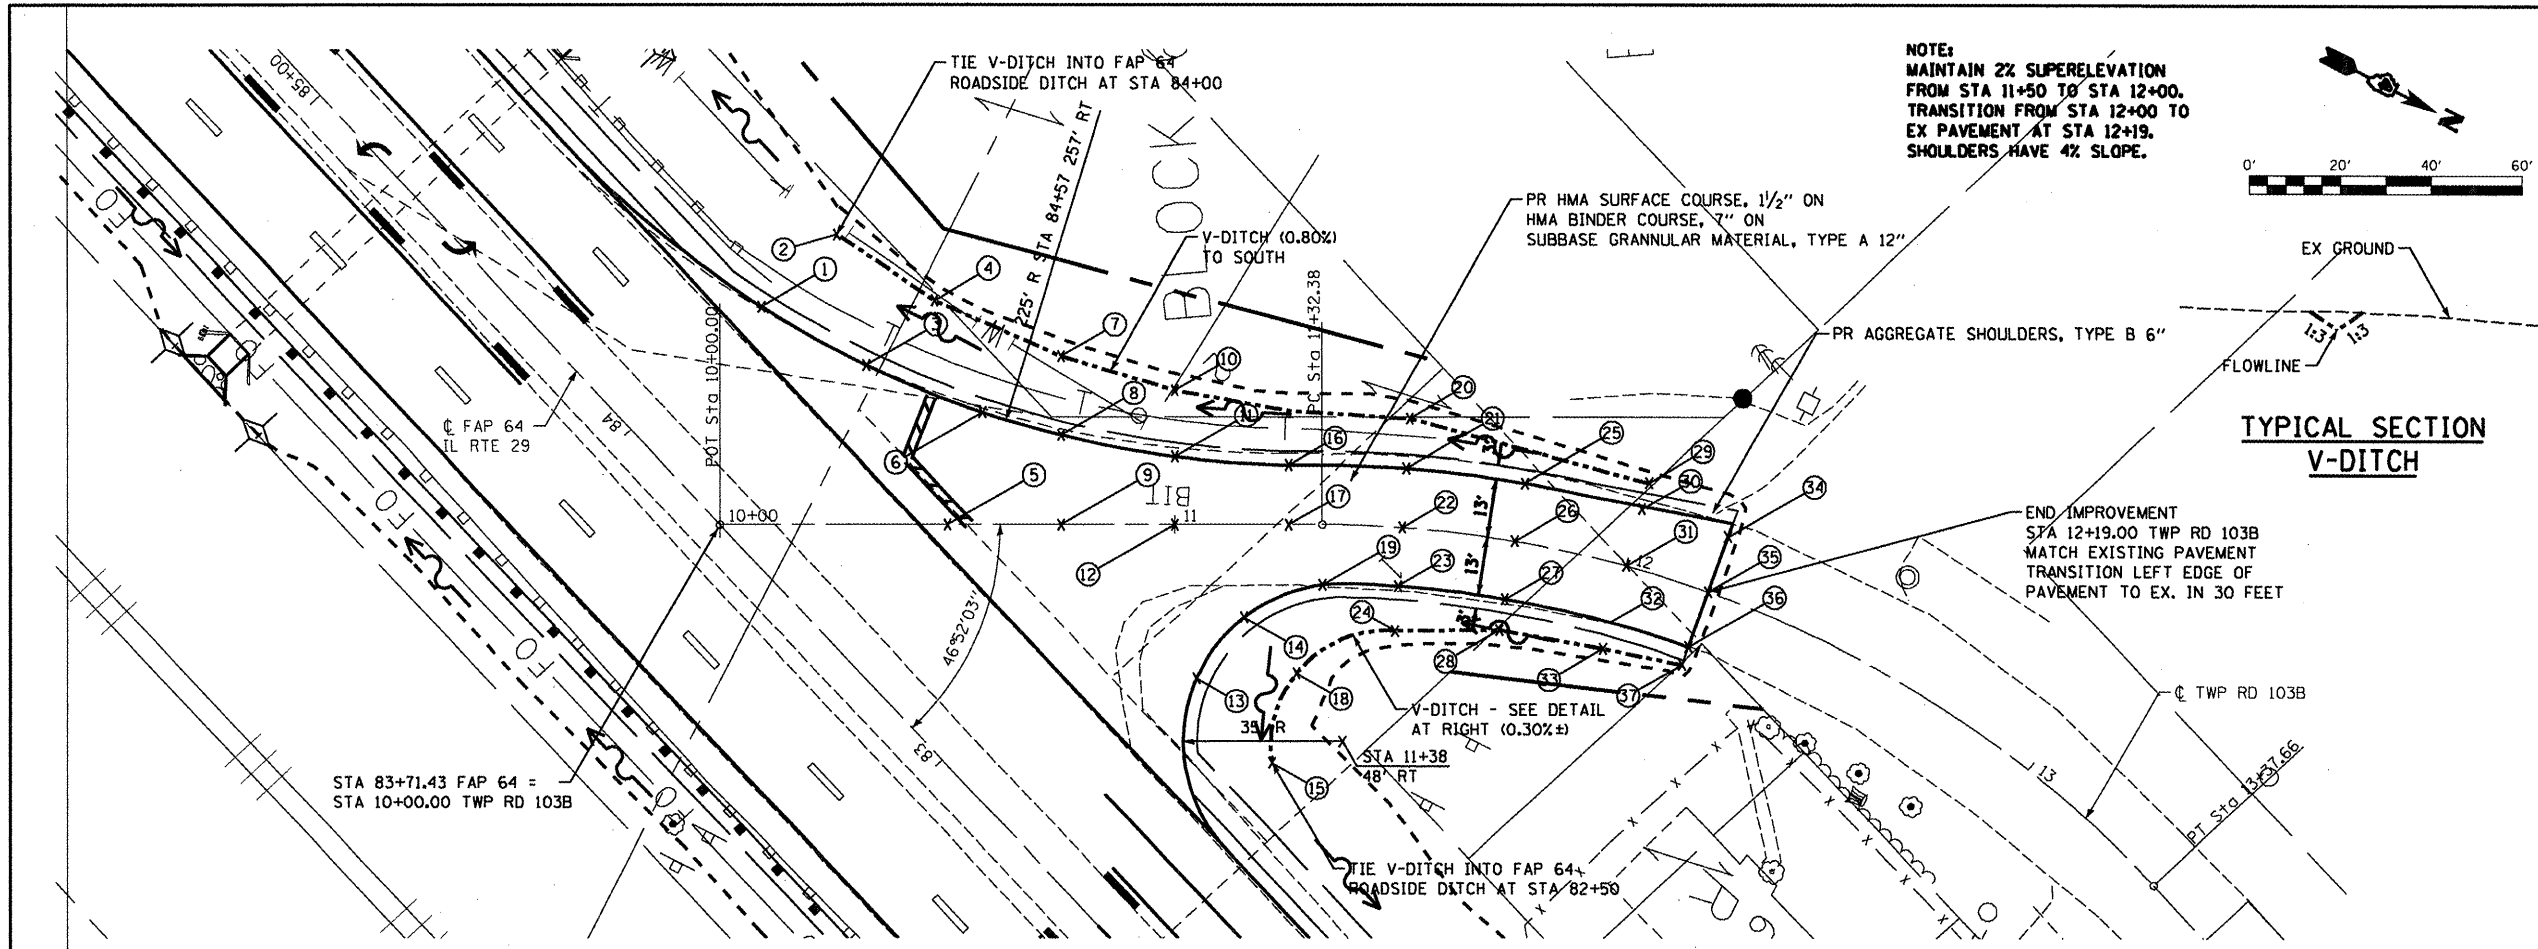 NOTE:
MAINTAIN 2% SUPERELEVATION
FROM STA 11+50 TO STA 12+00.
TRANSITION FROM STA 12+00 TO
EX PAVEMENT AT STA 12+19.
SHOULDERS HAVE 4% SLOPE.
N
0' 20' 40' 60'
TIE V-DITCH INTO FAP 64
ROADSIDE DITCH AT STA 84+00
85+00
225' R STA 84+57 257' RT
BLOCK
V-DITCH (0.80%)
TO SOUTH
PR HMA SURFACE COURSE, 1½" ON
HMA BINDER COURSE, 7" ON
SUBBASE GRANNULAR MATERIAL, TYPE A 12"
PR AGGREGATE SHOULDERS, TYPE B 6"
EX GROUND
1:3 1:3
FLOWLINE
TYPICAL SECTION
V-DITCH
POT Sta 10+00.00
PC Sta 11+32.38
℄ FAP 64
IL RTE 29
84
FO
FO
FO
10+00
BIT
11
12
13'
13'
46°52'03"
END IMPROVEMENT
STA 12+19.00 TWP RD 103B
MATCH EXISTING PAVEMENT
TRANSITION LEFT EDGE OF
PAVEMENT TO EX. IN 30 FEET
℄ TWP RD 103B
V-DITCH - SEE DETAIL
AT RIGHT (0.30%±)
35' R
STA 11+38
48' RT
83
13
PT Sta 13+37.66
STA 83+71.43 FAP 64 =
STA 10+00.00 TWP RD 103B
TIE V-DITCH INTO FAP 64
ROADSIDE DITCH AT STA 82+50
1
2
3
4
5
6
7
8
9
10
11
12
13
14
15
16
17
18
19
20
21
22
23
24
25
26
27
28
29
30
31
32
33
34
35
36
37